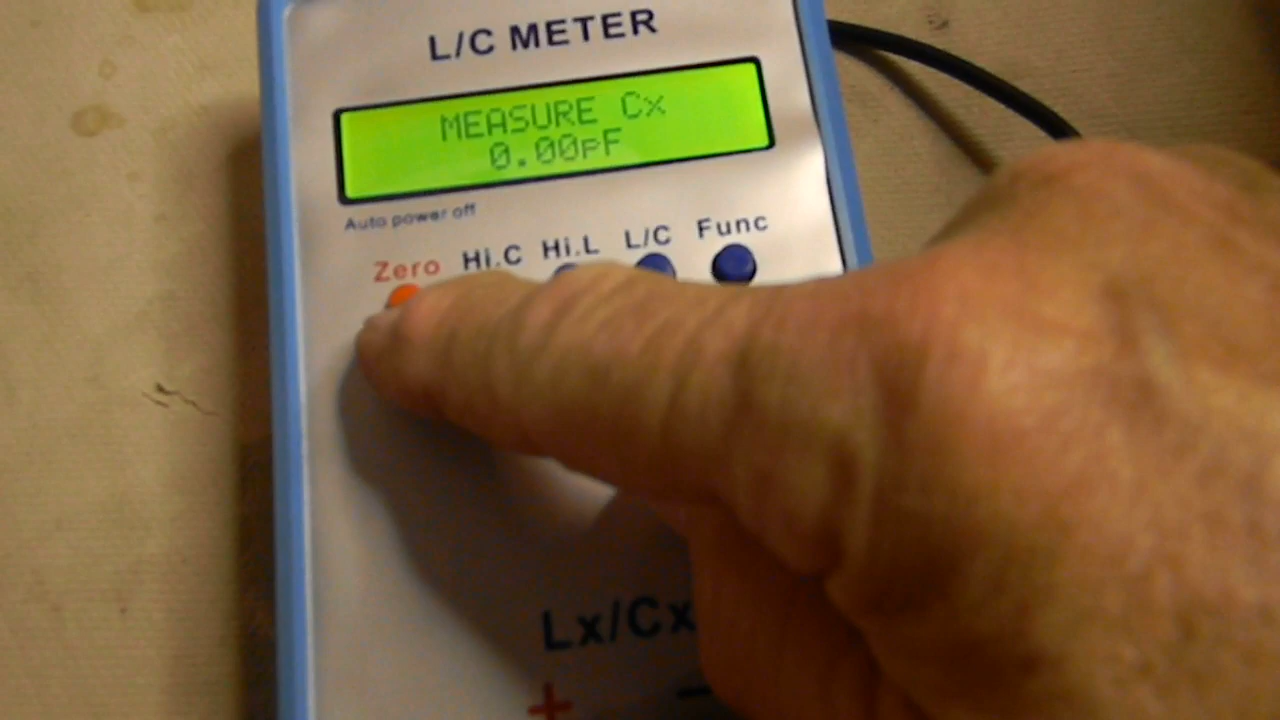 L/C METER
MEASURE Cx
0.00pF
Auto power off
Zero Hi.C Hi.L L/C Func
Lx/Cx
+ −